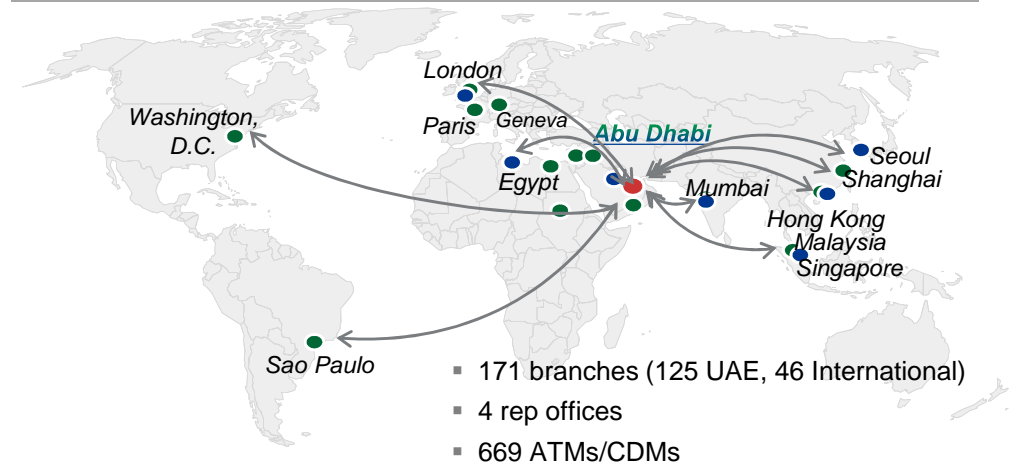 London
Washington,
D.C.
Paris
Geneva
Abu Dhabi
Seoul
Shanghai
Egypt
Mumbai
Hong Kong
Malaysia
Singapore
Sao Paulo
▪ 171 branches (125 UAE, 46 International)
▪ 4 rep offices
▪ 669 ATMs/CDMs